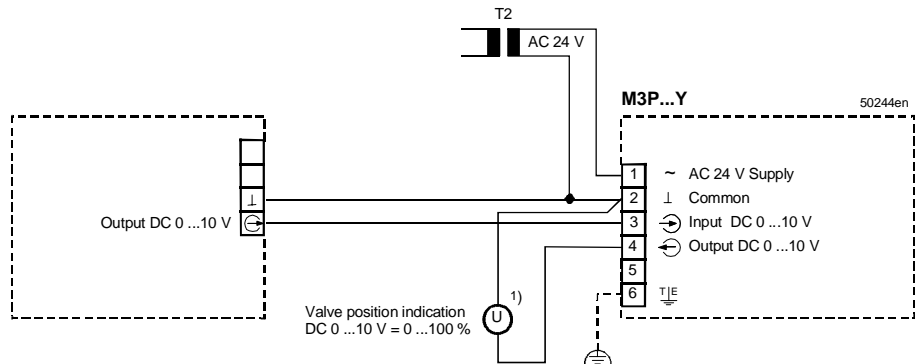 T2
AC 24 V
M3P...Y
50244en
1 ~ AC 24 V Supply
⊥ 2 ⊥ Common
Output DC 0 ...10 V 3 Input DC 0 ...10 V
4 Output DC 0 ...10 V
5
6 T E
Valve position indication
DC 0 ...10 V = 0 ...100 %
U 1)